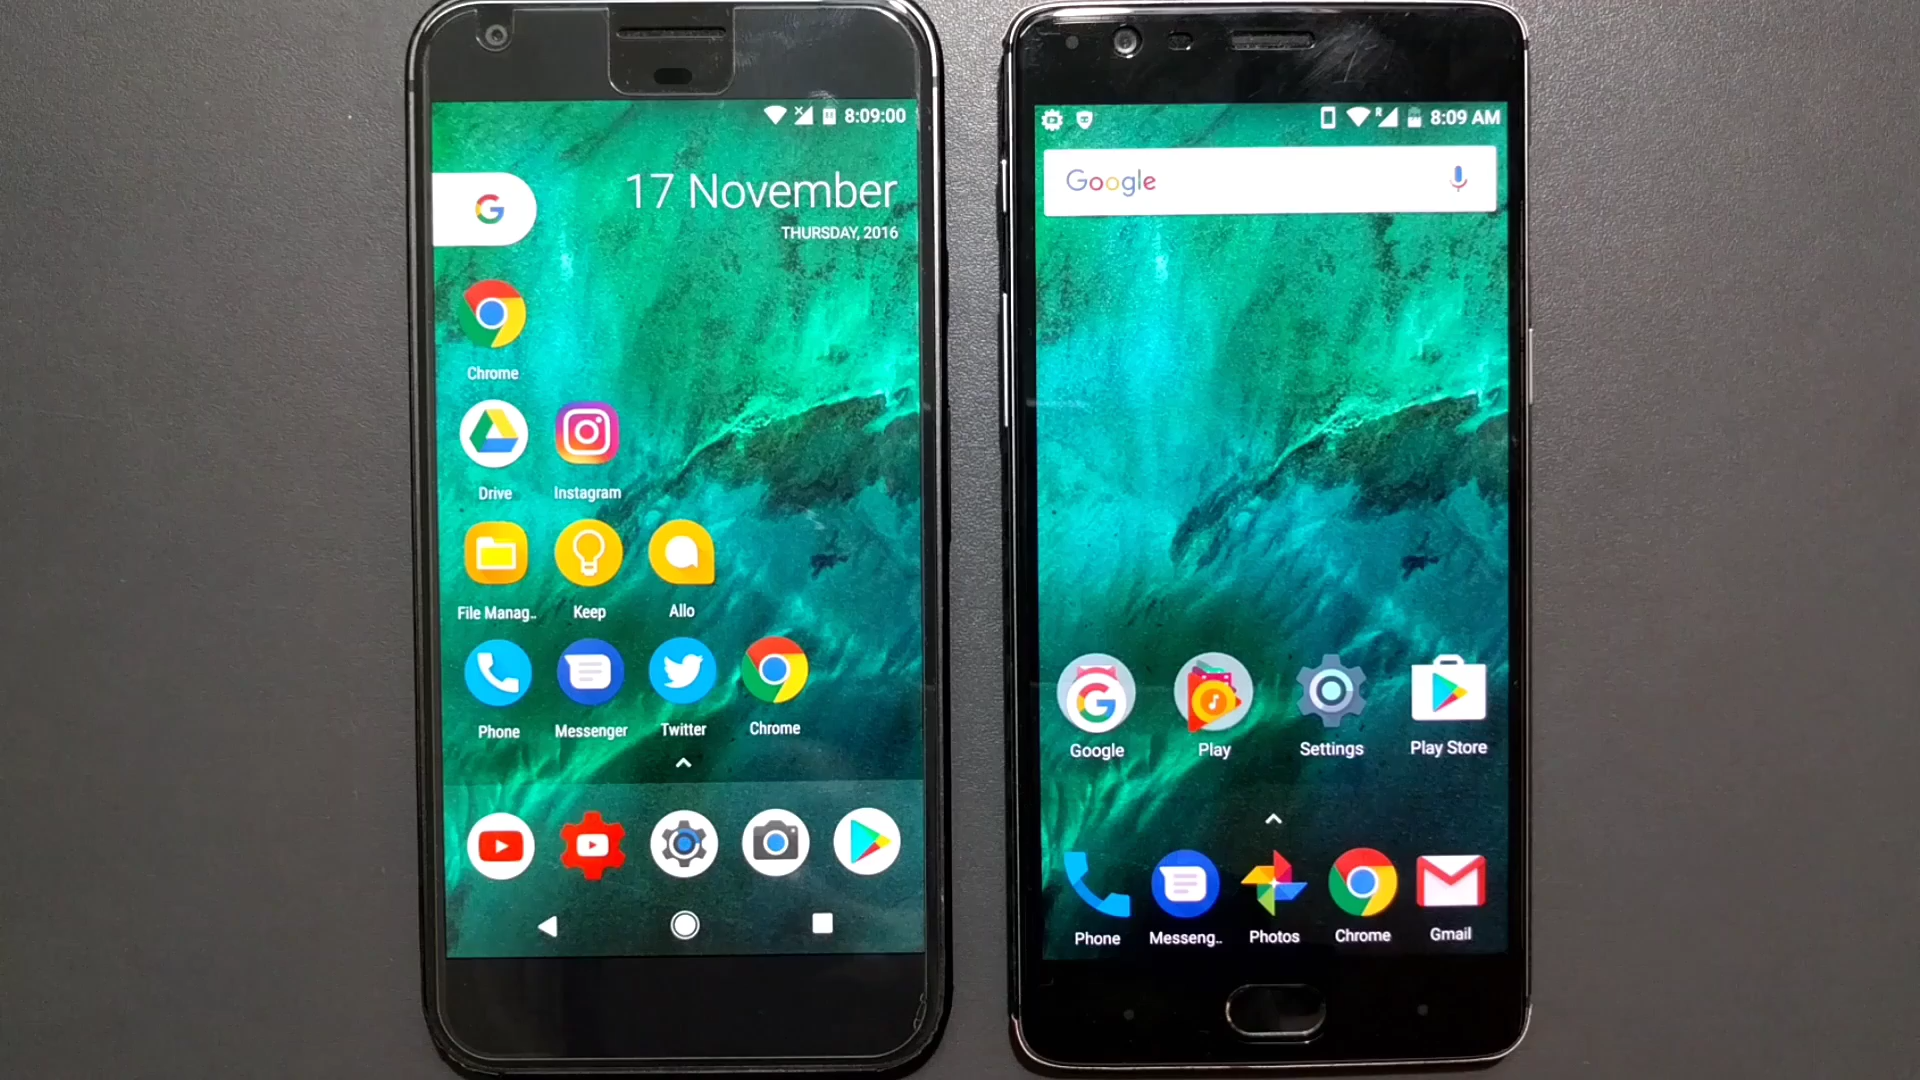 8:09:00
17 November
THURSDAY, 2016
G
Chrome
Drive Instagram
File Manag.. Keep Allo
Phone Messenger Twitter Chrome
R 8:09 AM
Google
G
Google Play Settings Play Store
Phone Messeng.. Photos Chrome Gmail